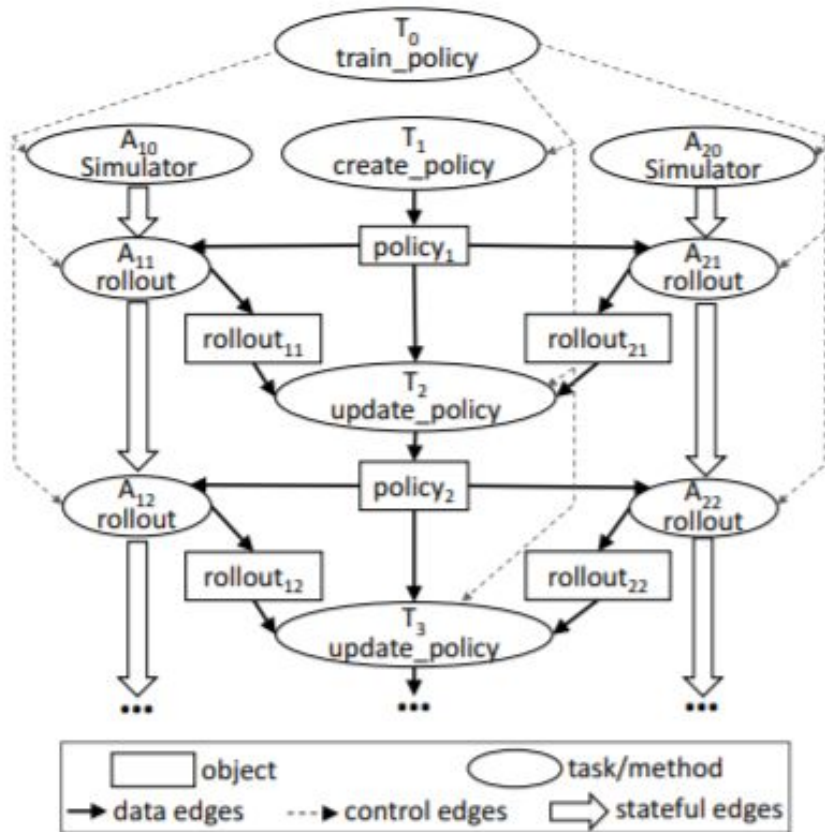 T₀
train_policy
A₁₀
Simulator
T₁
create_policy
A₂₀
Simulator
A₁₁
rollout
policy₁
A₂₁
rollout
rollout₁₁
rollout₂₁
T₂
update_policy
A₁₂
rollout
policy₂
A₂₂
rollout
rollout₁₂
rollout₂₂
T₃
update_policy
... ... ...
object
task/method
data edges
control edges
stateful edges